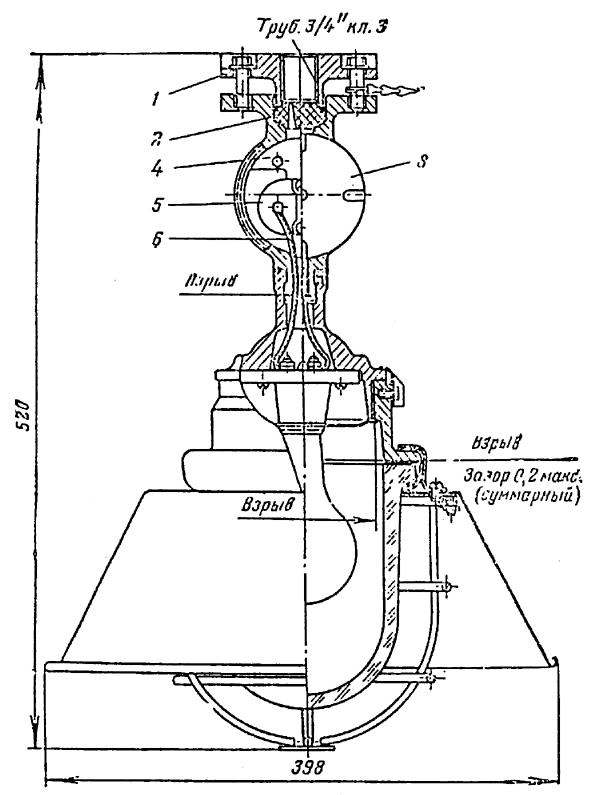 Труб. 3/4" кл. 3
1
2
4
3
5
6
Взрыв
520
Взрыв
Зазор 0,2 макс.
(суммарный)
Взрыв
398